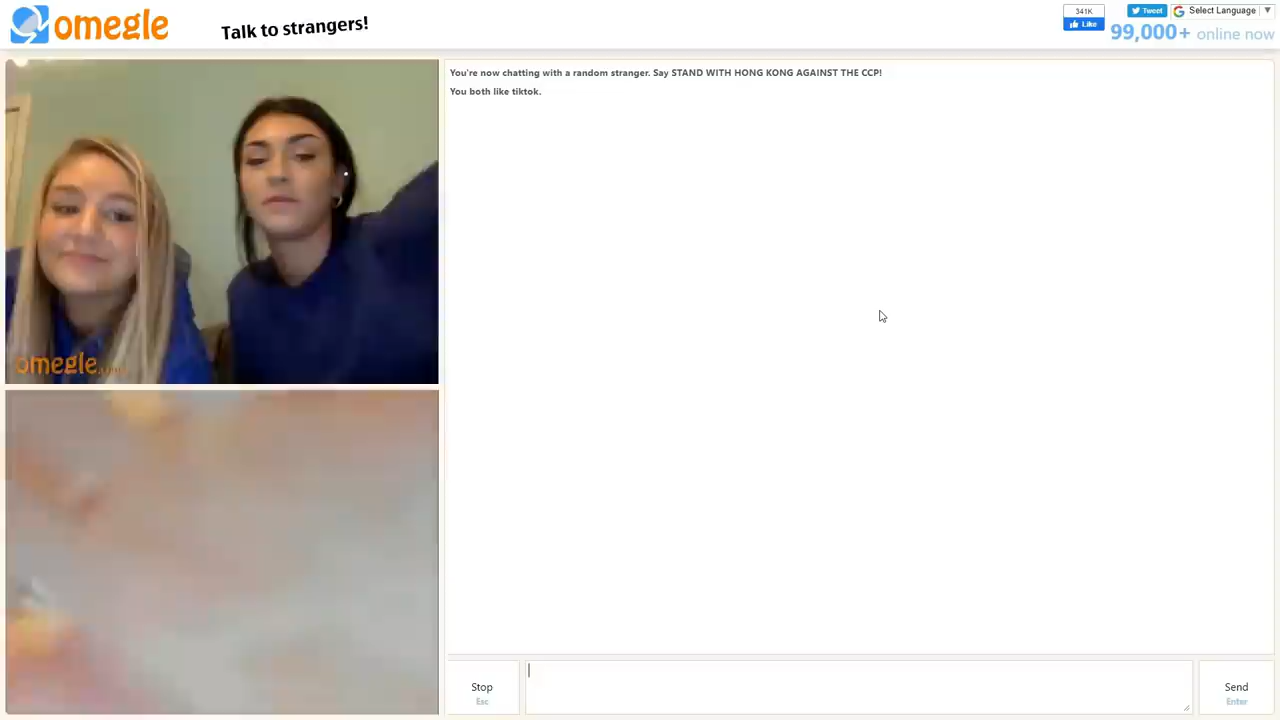 omegle
Talk to strangers!
341K
Like
Tweet
Select Language ▼
99,000+ online now
You're now chatting with a random stranger. Say STAND WITH HONG KONG AGAINST THE CCP!
You both like tiktok.
omegle.com
Stop
Esc
Send
Enter